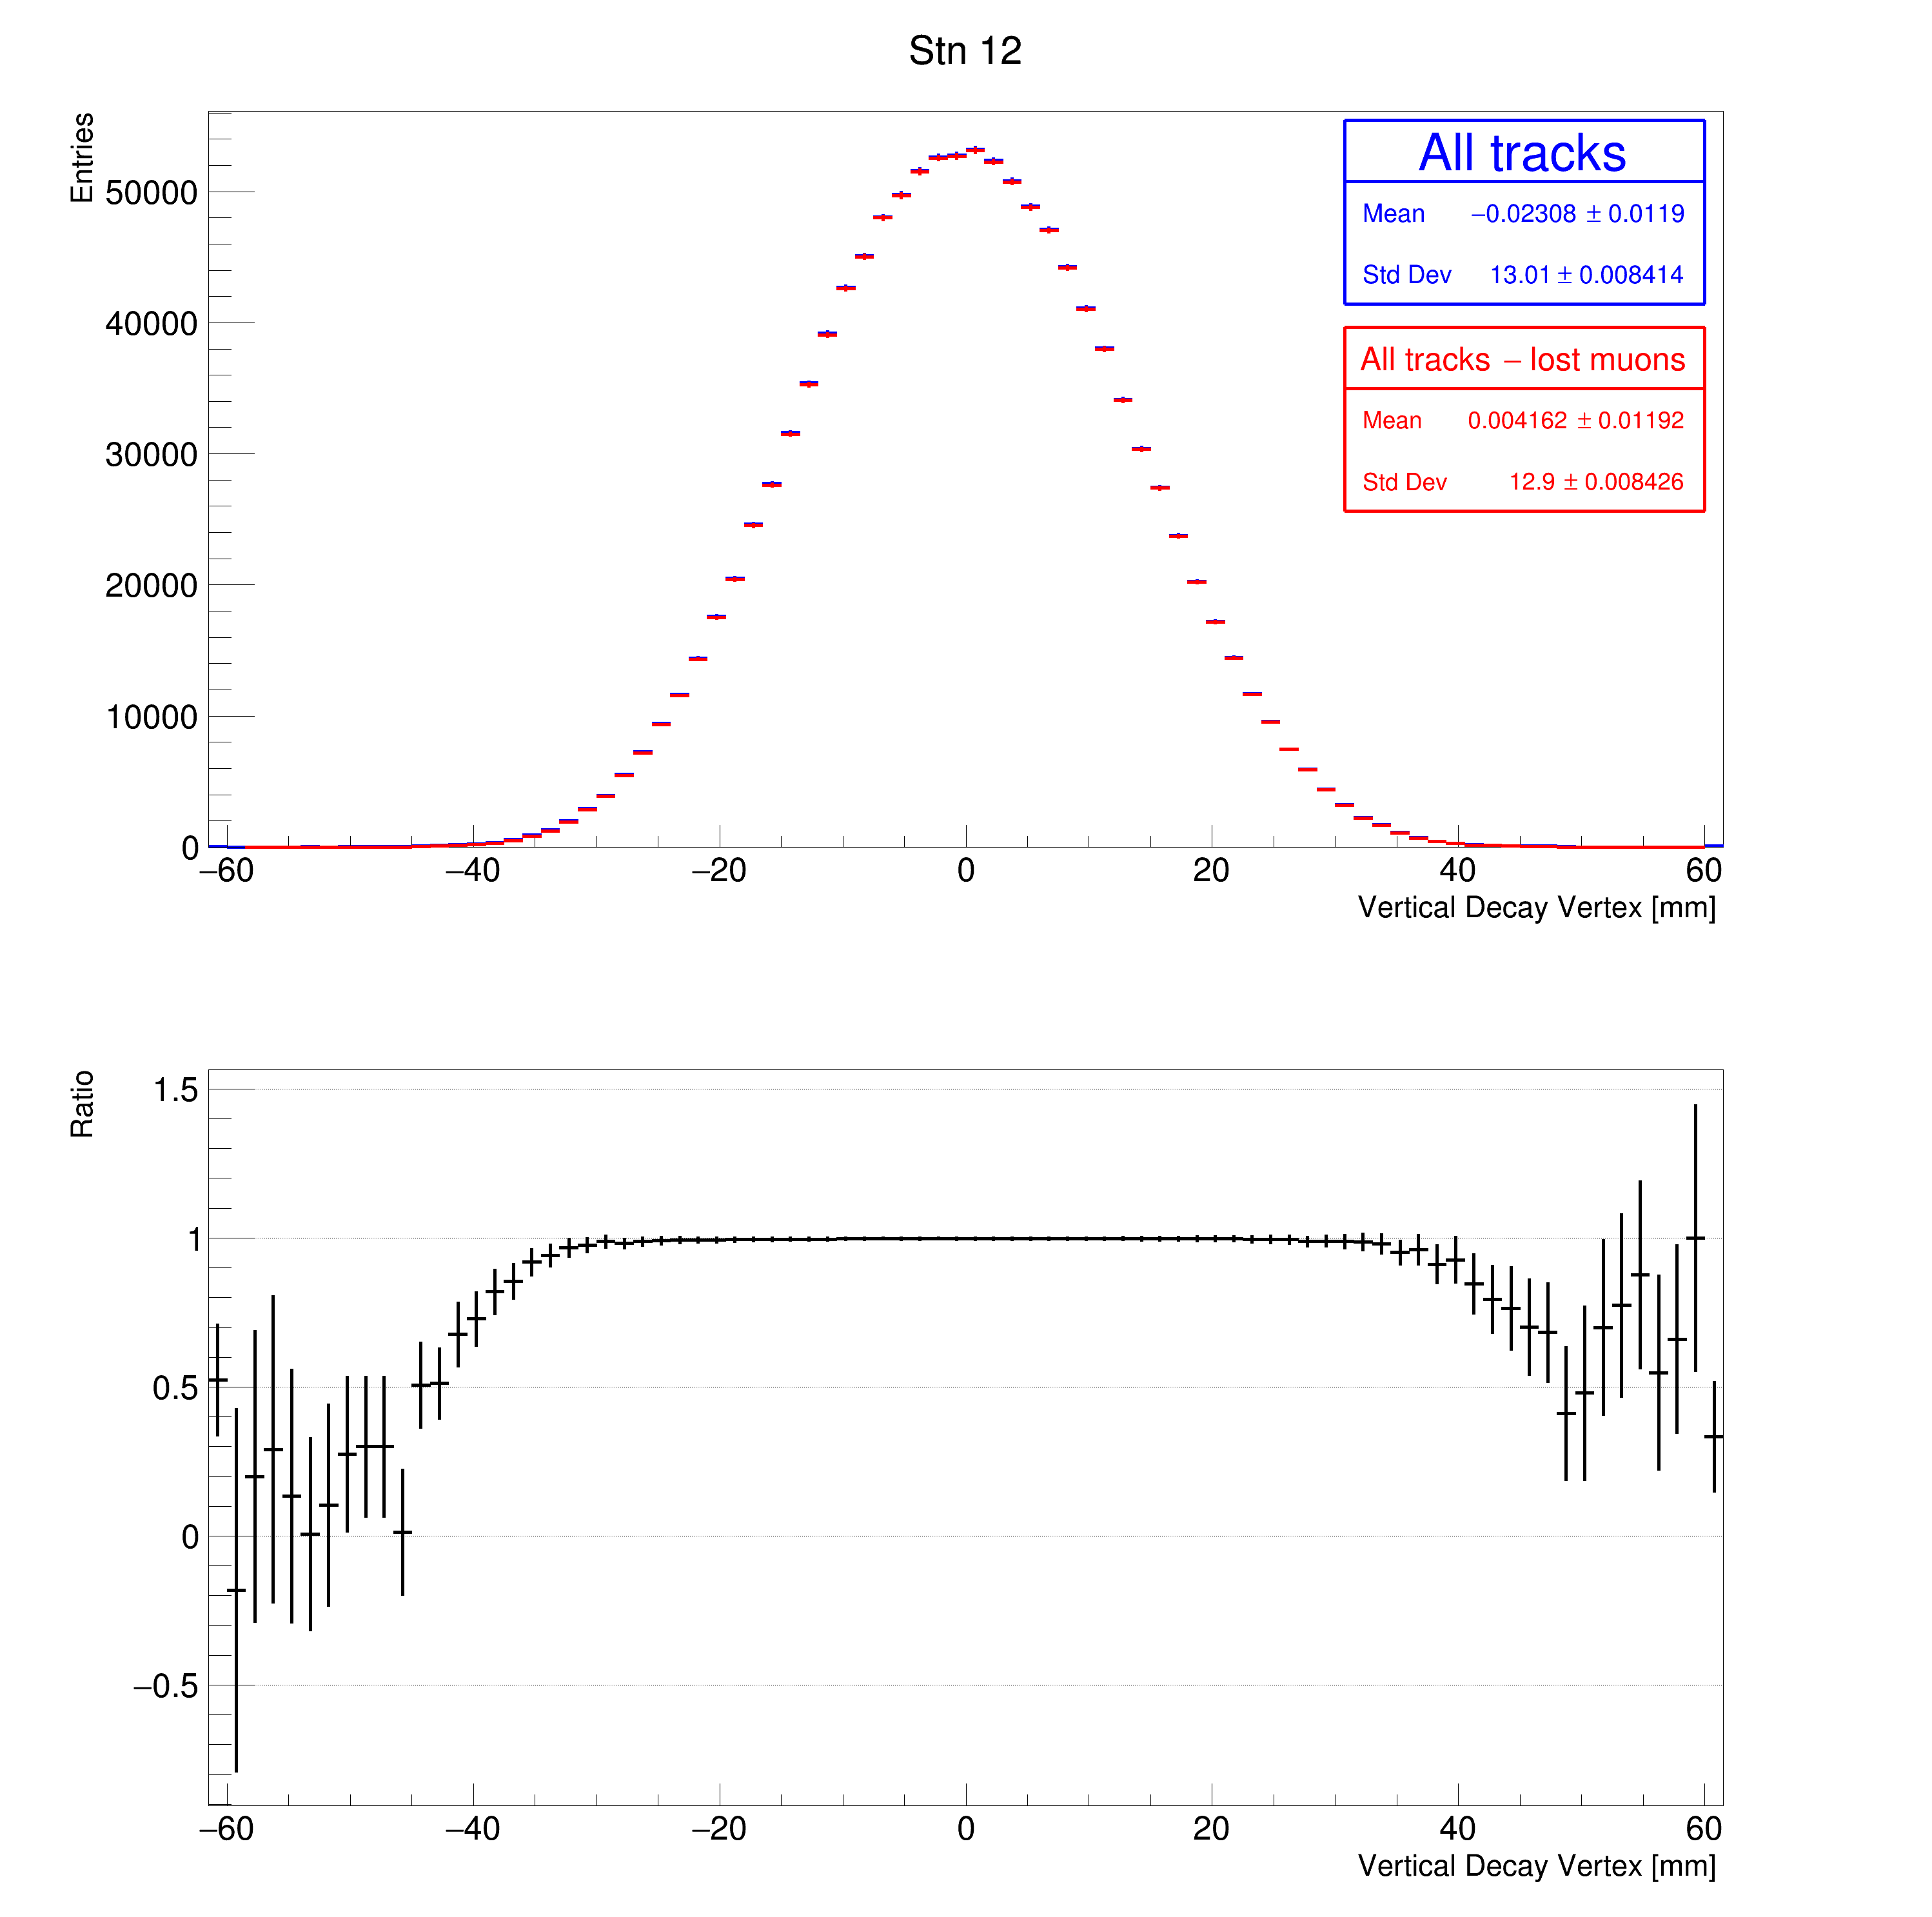 Stn 12
Entries
50000
40000
30000
20000
10000
0
All tracks
Mean −0.02308 ± 0.0119
Std Dev 13.01 ± 0.008414
All tracks − lost muons
Mean 0.004162 ± 0.01192
Std Dev 12.9 ± 0.008426
−60 −40 −20 0 20 40 60
Vertical Decay Vertex [mm]
Ratio
1.5
1
0.5
0
−0.5
−60 −40 −20 0 20 40 60
Vertical Decay Vertex [mm]